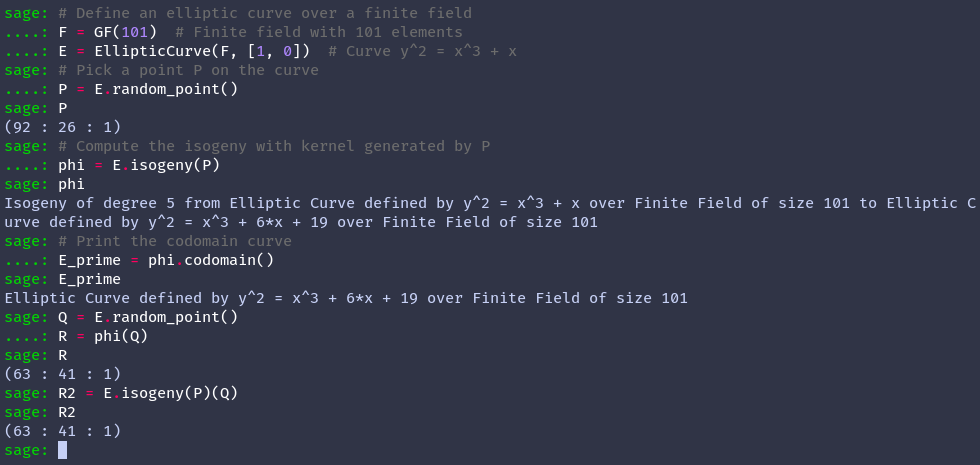 sage: # Define an elliptic curve over a finite field
....: F = GF(101)  # Finite field with 101 elements
....: E = EllipticCurve(F, [1, 0])  # Curve y^2 = x^3 + x
sage: # Pick a point P on the curve
....: P = E.random_point()
sage: P
(92 : 26 : 1)
sage: # Compute the isogeny with kernel generated by P
....: phi = E.isogeny(P)
sage: phi
Isogeny of degree 5 from Elliptic Curve defined by y^2 = x^3 + x over Finite Field of size 101 to Elliptic C
urve defined by y^2 = x^3 + 6*x + 19 over Finite Field of size 101
sage: # Print the codomain curve
....: E_prime = phi.codomain()
sage: E_prime
Elliptic Curve defined by y^2 = x^3 + 6*x + 19 over Finite Field of size 101
sage: Q = E.random_point()
....: R = phi(Q)
sage: R
(63 : 41 : 1)
sage: R2 = E.isogeny(P)(Q)
sage: R2
(63 : 41 : 1)
sage: